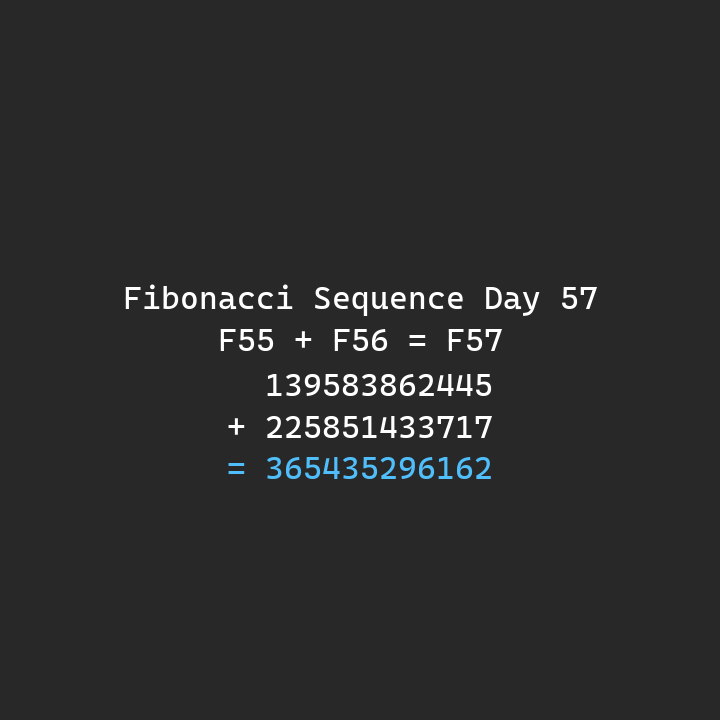 Fibonacci Sequence Day 57
F55 + F56 = F57
139583862445
+ 225851433717
= 365435296162